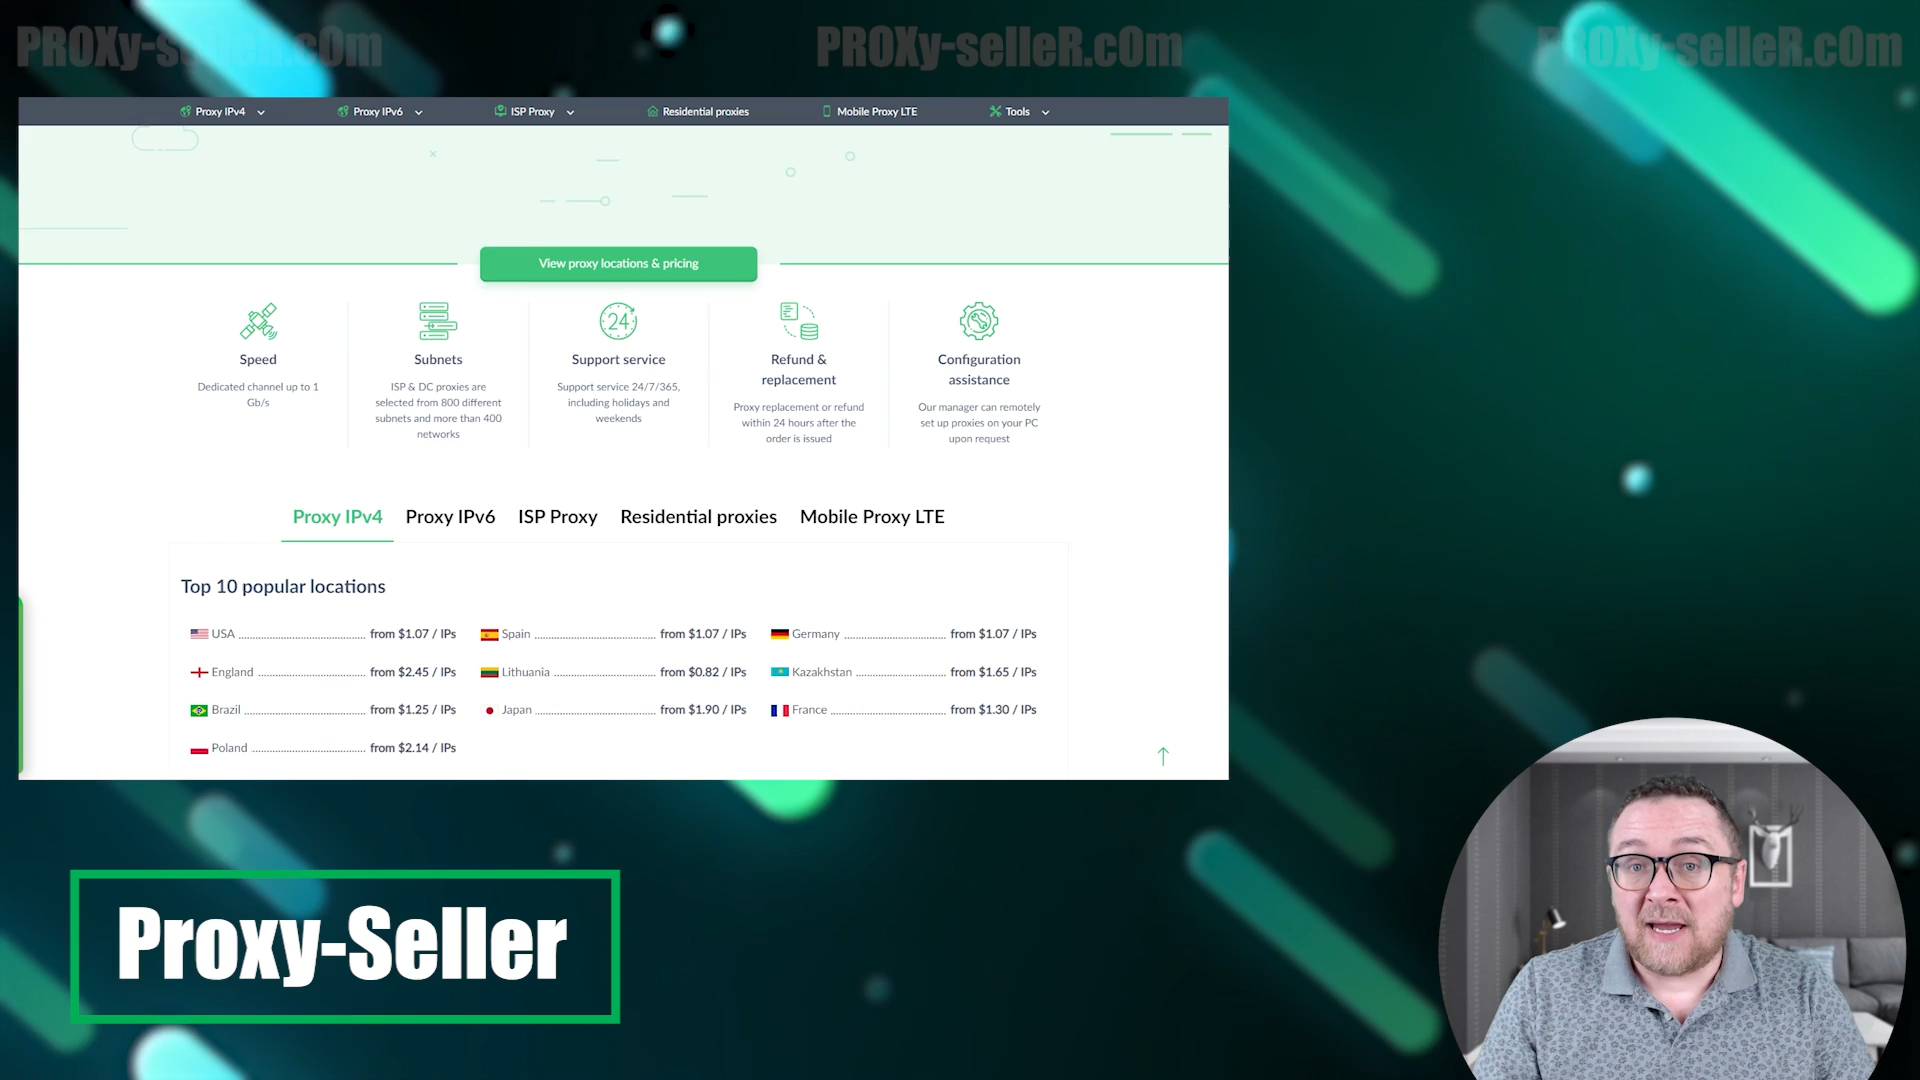 PROXy-selleR.cOm PROXy-selleR.cOm PROXy-selleR.cOm
Proxy IPv4 Proxy IPv6 ISP Proxy Residential proxies Mobile Proxy LTE Tools
View proxy locations & pricing
Speed
Dedicated channel up to 1
Gb/s
Subnets
ISP & DC proxies are
selected from 800 different
subnets and more than 400
networks
24
Support service
Support service 24/7/365,
including holidays and
weekends
Refund &
replacement
Proxy replacement or refund
within 24 hours after the
order is issued
Configuration
assistance
Our manager can remotely
set up proxies on your PC
upon request
Proxy IPv4 Proxy IPv6 ISP Proxy Residential proxies Mobile Proxy LTE
Top 10 popular locations
USA from $1.07 / IPs Spain from $1.07 / IPs Germany from $1.07 / IPs
England from $2.45 / IPs Lithuania from $0.82 / IPs Kazakhstan from $1.65 / IPs
Brazil from $1.25 / IPs Japan from $1.90 / IPs France from $1.30 / IPs
Poland from $2.14 / IPs
Proxy-Seller